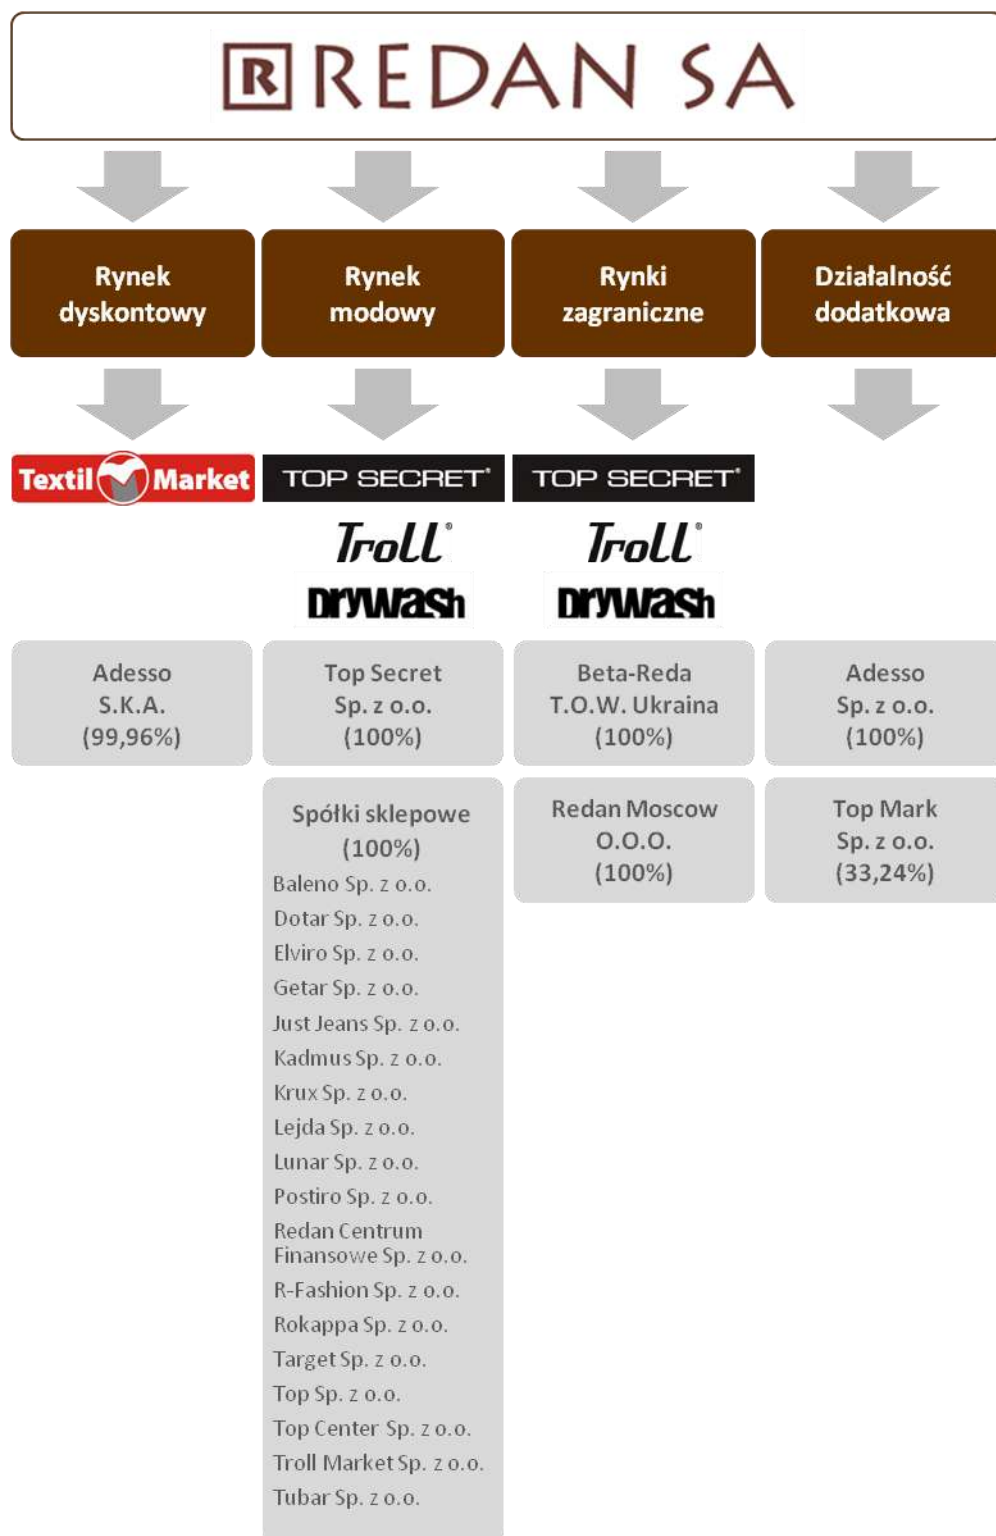 R REDAN SA
Rynek
dyskontowy
Rynek
modowy
Rynki
zagraniczne
Działalność
dodatkowa
Textil Market
TOP SECRET®
Troll®
DRYWASH
TOP SECRET®
Troll®
DRYWASH
Adesso
S.K.A.
(99,96%)
Top Secret
Sp. z o.o.
(100%)
Beta-Reda
T.O.W. Ukraina
(100%)
Adesso
Sp. z o.o.
(100%)
Spółki sklepowe
(100%)
Baleno Sp. z o.o.
Dotar Sp. z o.o.
Elviro Sp. z o.o.
Getar Sp. z o.o.
Just Jeans Sp. z o.o.
Kadmus Sp. z o.o.
Krux Sp. z o.o.
Lejda Sp. z o.o.
Lunar Sp. z o.o.
Postiro Sp. z o.o.
Redan Centrum
Finansowe Sp. z o.o.
R-Fashion Sp. z o.o.
Rokappa Sp. z o.o.
Target Sp. z o.o.
Top Sp. z o.o.
Top Center Sp. z o.o.
Troll Market Sp. z o.o.
Tubar Sp. z o.o.
Redan Moscow
O.O.O.
(100%)
Top Mark
Sp. z o.o.
(33,24%)